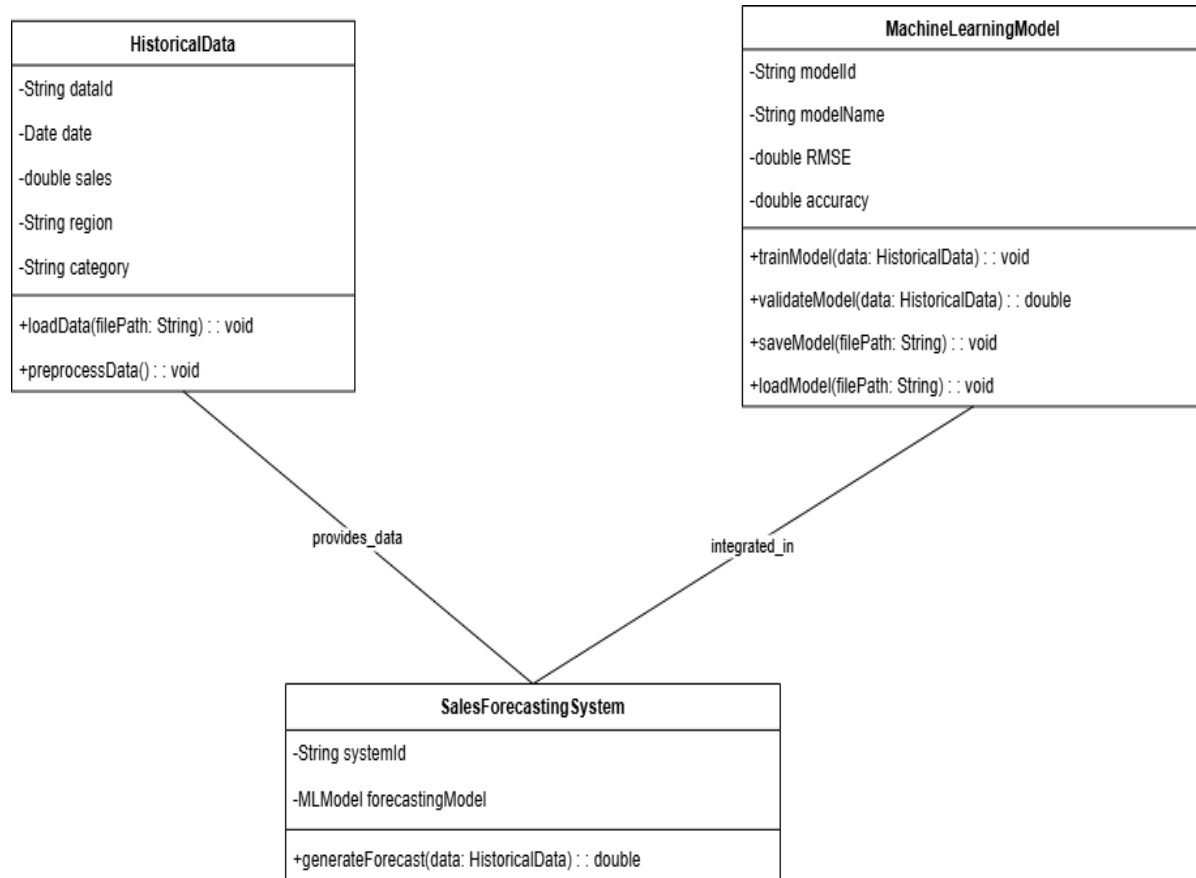 HistoricalData
-String dataId
-Date date
-double sales
-String region
-String category
+loadData(filePath: String) : : void
+preprocessData() : : void
MachineLearningModel
-String modelId
-String modelName
-double RMSE
-double accuracy
+trainModel(data: HistoricalData) : : void
+validateModel(data: HistoricalData) : : double
+saveModel(filePath: String) : : void
+loadModel(filePath: String) : : void
provides_data
integrated_in
SalesForecastingSystem
-String systemId
-MLModel forecastingModel
+generateForecast(data: HistoricalData) : : double